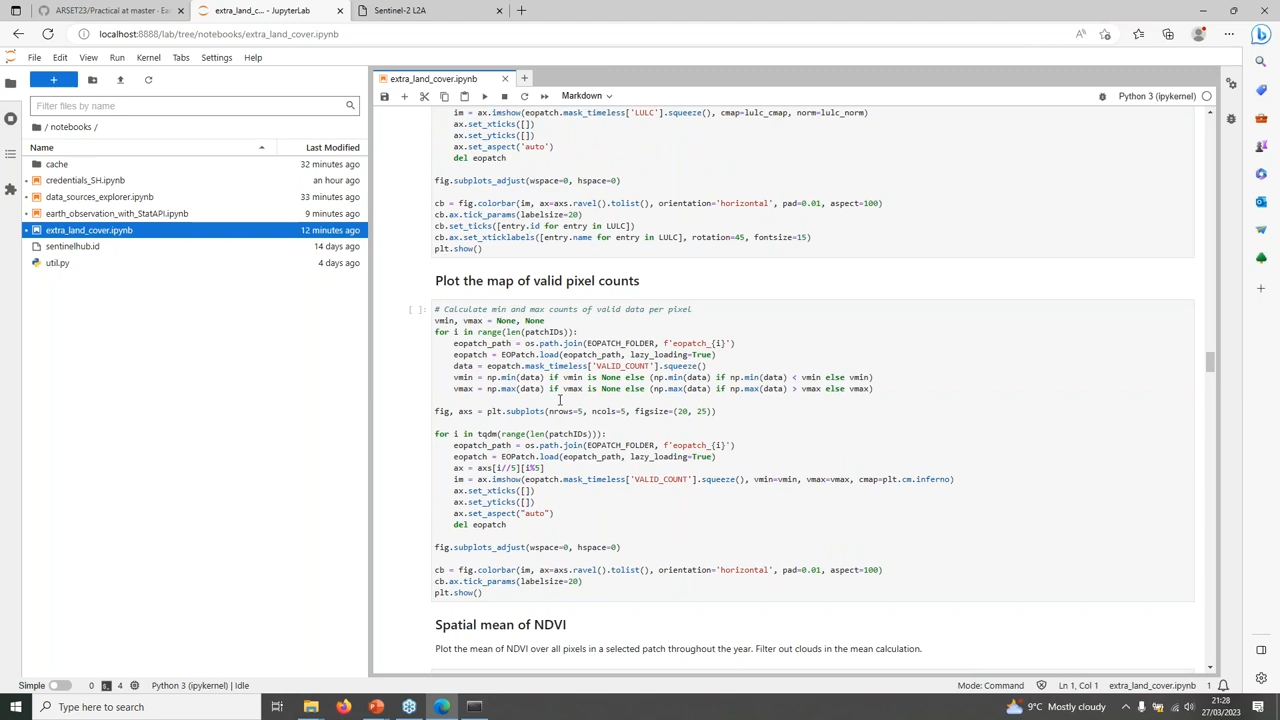 ARSET23/Practical at master · Ea
extra_land_c... - JupyterLab
Sentinel-2 L2A
localhost:8888/lab/tree/notebooks/extra_land_cover.ipynb
File Edit View Run Kernel Tabs Settings Help
extra_land_cover.ipynb
Filter files by name
Markdown
Python 3 (ipykernel)
/ notebooks /
Name Last Modified
cache 32 minutes ago
credentials_SH.ipynb an hour ago
data_sources_explorer.ipynb 33 minutes ago
earth_observation_with_StatAPI.ipynb 9 minutes ago
extra_land_cover.ipynb 12 minutes ago
sentinelhub.id 14 days ago
util.py 4 days ago
im = ax.imshow(eopatch.mask_timeless['LULC'].squeeze(), cmap=lulc_cmap, norm=lulc_norm)
ax.set_xticks([])
ax.set_yticks([])
ax.set_aspect('auto')
del eopatch
fig.subplots_adjust(wspace=0, hspace=0)
cb = fig.colorbar(im, ax=axs.ravel().tolist(), orientation='horizontal', pad=0.01, aspect=100)
cb.ax.tick_params(labelsize=20)
cb.set_ticks([entry.id for entry in LULC])
cb.ax.set_xticklabels([entry.name for entry in LULC], rotation=45, fontsize=15)
plt.show()
Plot the map of valid pixel counts
[ ]:
# Calculate min and max counts of valid data per pixel
vmin, vmax = None, None
for i in range(len(patchIDs)):
eopatch_path = os.path.join(EOPATCH_FOLDER, f'eopatch_{i}')
eopatch = EOPatch.load(eopatch_path, lazy_loading=True)
data = eopatch.mask_timeless['VALID_COUNT'].squeeze()
vmin = np.min(data) if vmin is None else (np.min(data) if np.min(data) < vmin else vmin)
vmax = np.max(data) if vmax is None else (np.max(data) if np.max(data) > vmax else vmax)
fig, axs = plt.subplots(nrows=5, ncols=5, figsize=(20, 25))
for i in tqdm(range(len(patchIDs))):
eopatch_path = os.path.join(EOPATCH_FOLDER, f'eopatch_{i}')
eopatch = EOPatch.load(eopatch_path, lazy_loading=True)
ax = axs[i//5][i%5]
im = ax.imshow(eopatch.mask_timeless['VALID_COUNT'].squeeze(), vmin=vmin, vmax=vmax, cmap=plt.cm.inferno)
ax.set_xticks([])
ax.set_yticks([])
ax.set_aspect("auto")
del eopatch
fig.subplots_adjust(wspace=0, hspace=0)
cb = fig.colorbar(im, ax=axs.ravel().tolist(), orientation='horizontal', pad=0.01, aspect=100)
cb.ax.tick_params(labelsize=20)
plt.show()
Spatial mean of NDVI
Plot the mean of NDVI over all pixels in a selected patch throughout the year. Filter out clouds in the mean calculation.
Simple 0 4 Python 3 (ipykernel) | Idle
Mode: Command Ln 1, Col 1 extra_land_cover.ipynb 1
Type here to search
9°C Mostly cloudy
21:28
27/03/2023